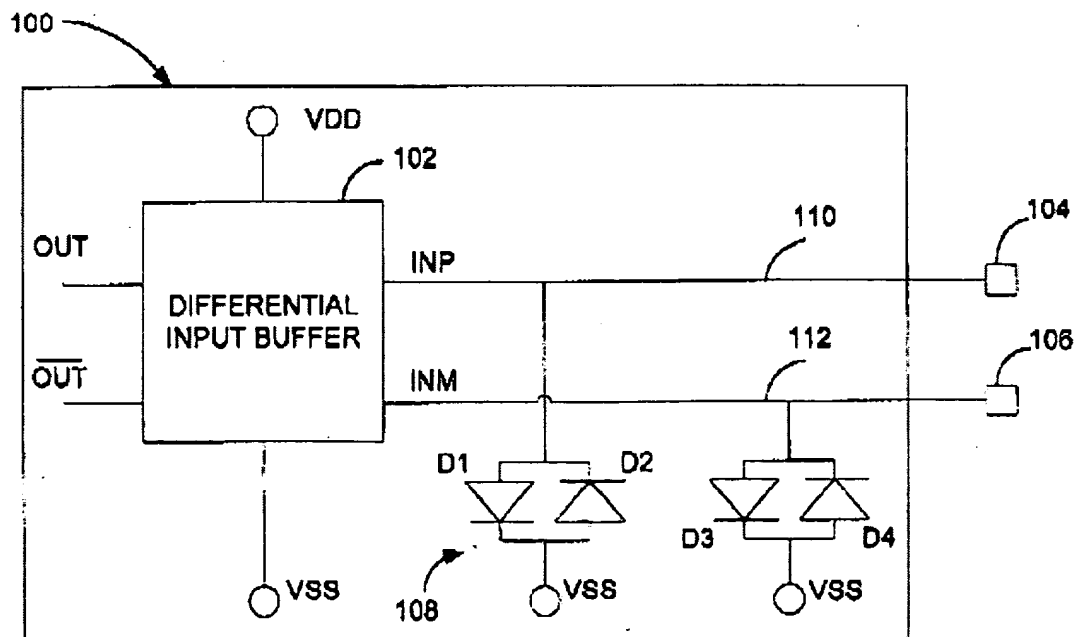 100
VDD
102
OUT
INP
110
104
DIFFERENTIAL
INPUT BUFFER
OUT
INM
112
106
D1
D2
D3
D4
108
VSS
VSS
VSS